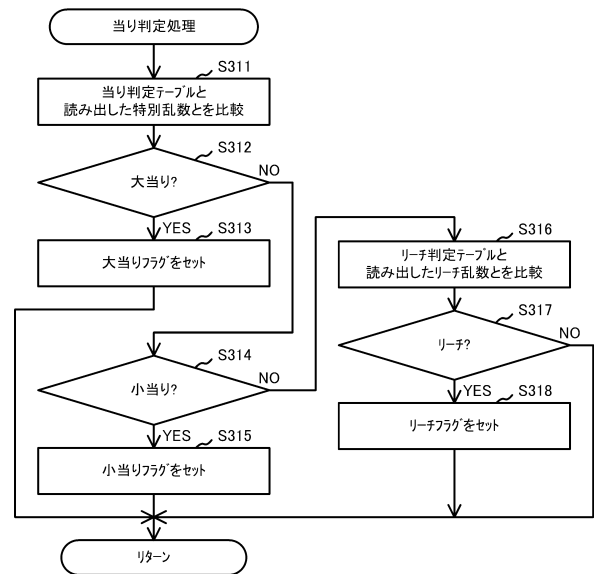 当り判定処理
S311
当り判定テーブルと
読み出した特別乱数とを比較
S312
大当り?
NO
YES
S313
大当りフラグをセット
S314
小当り?
NO
YES
S315
小当りフラグをセット
S316
リーチ判定テーブルと
読み出したリーチ乱数とを比較
S317
リーチ?
NO
YES
S318
リーチフラグをセット
リターン